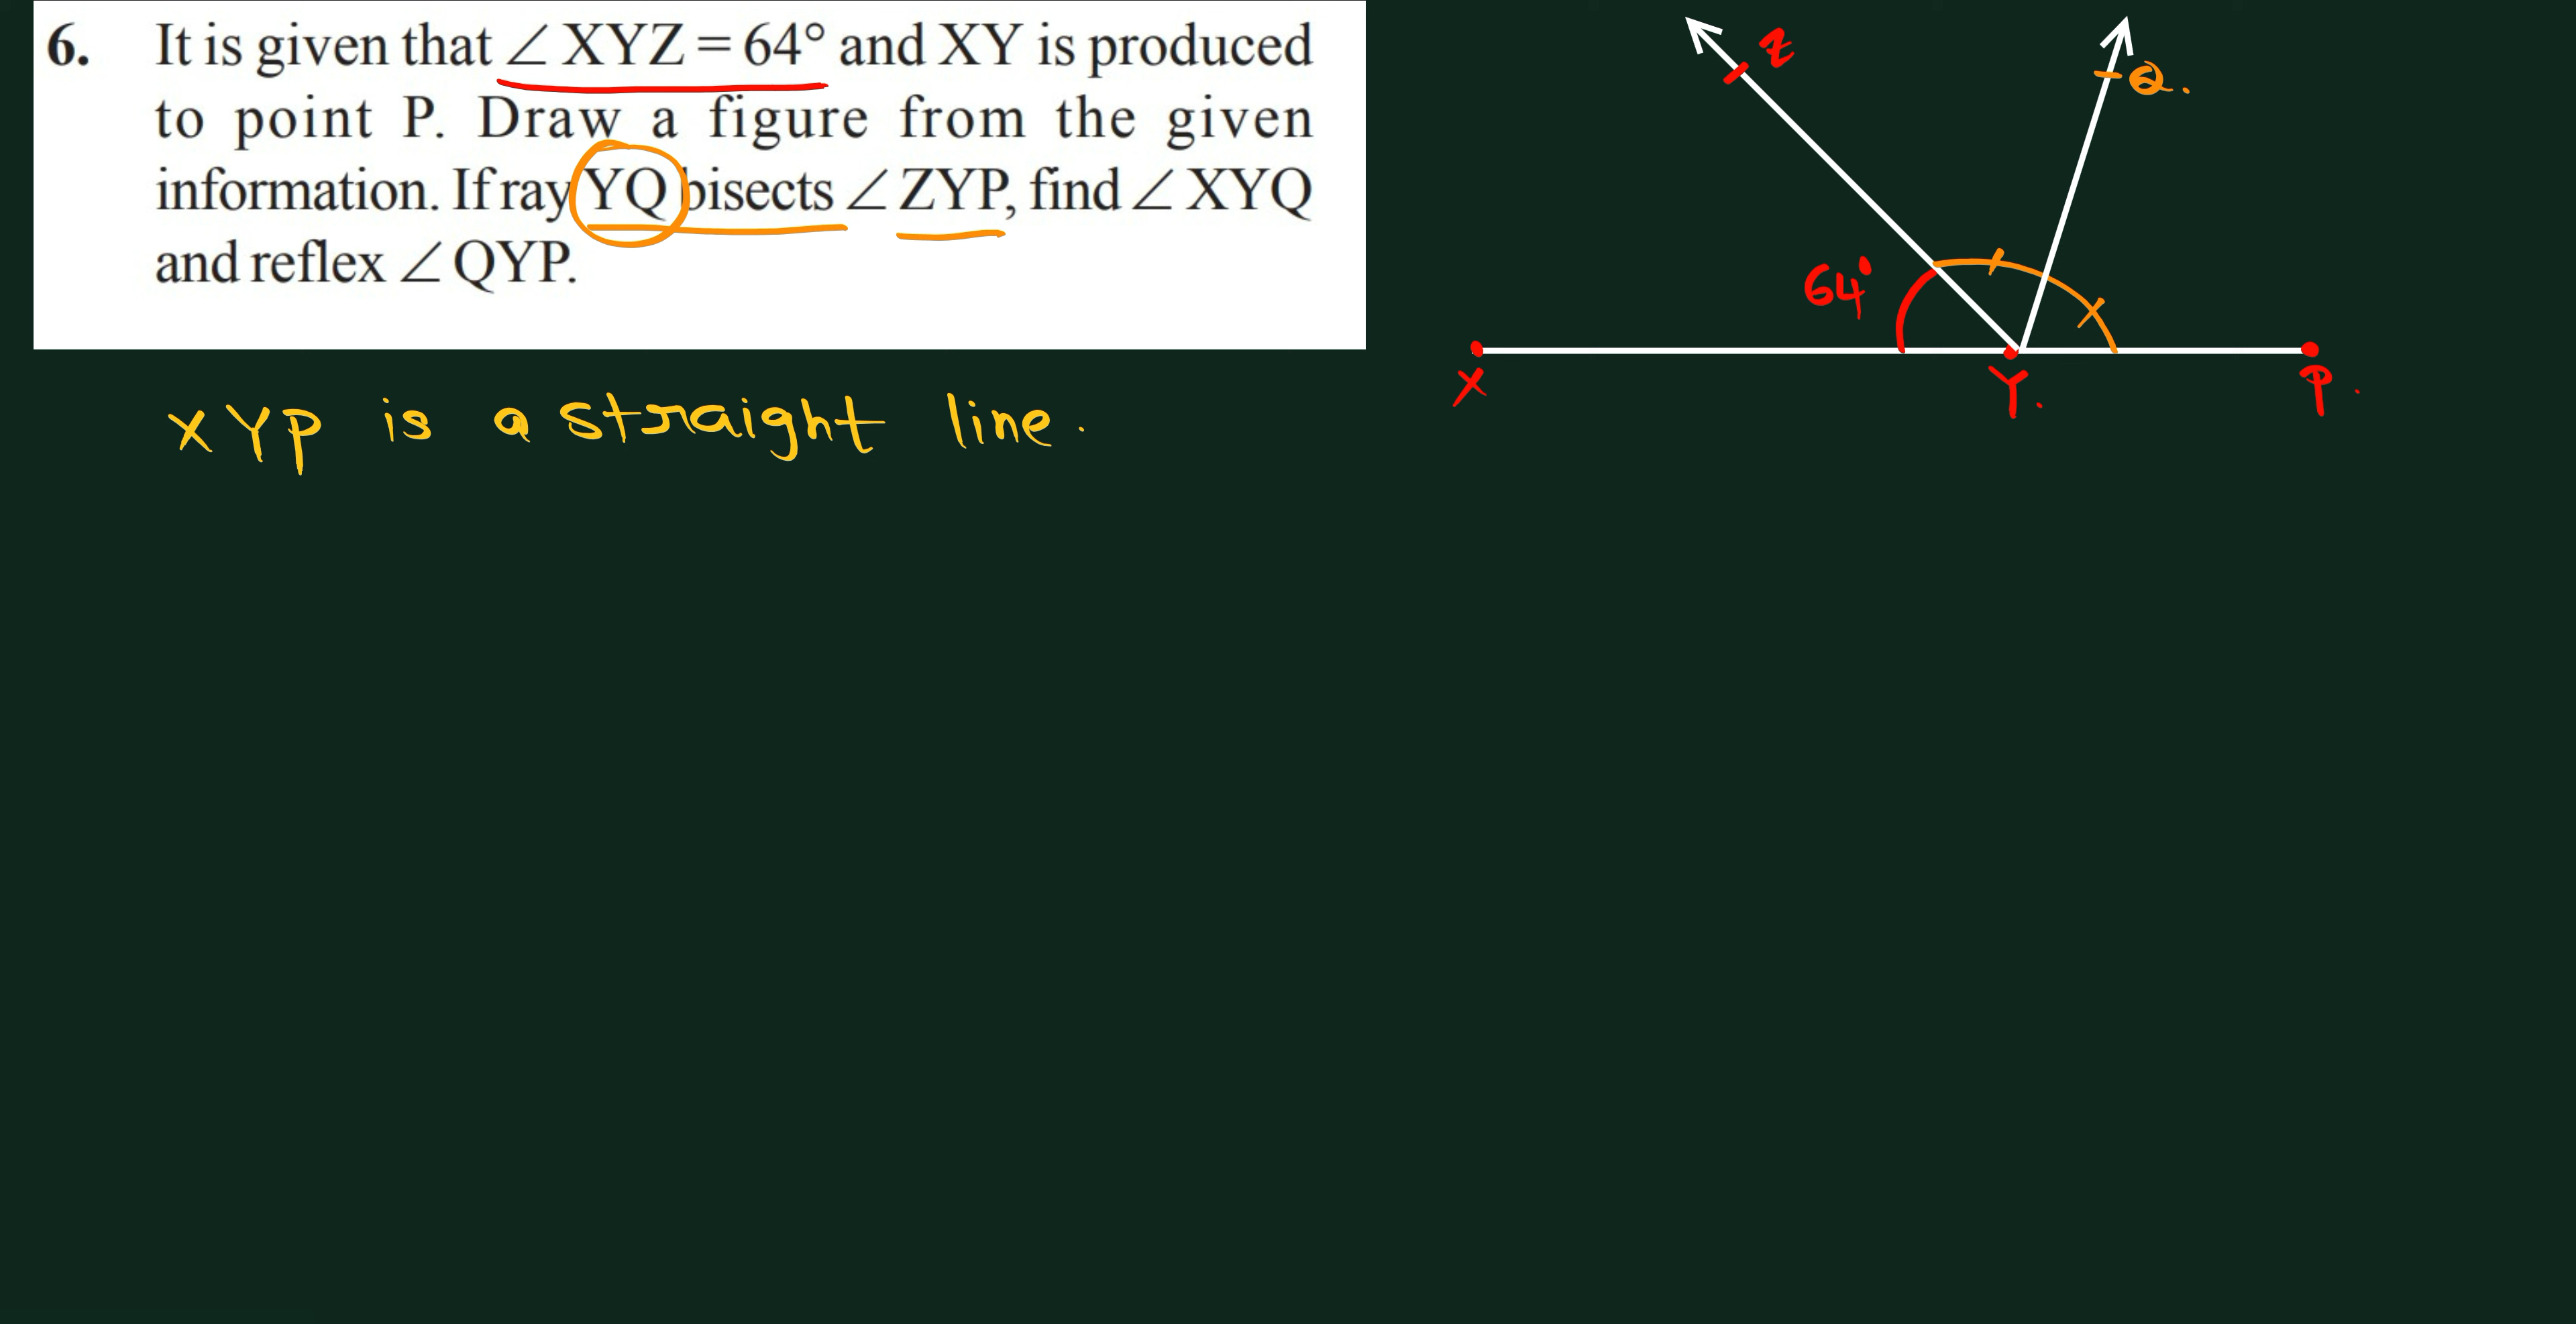 6. It is given that ∠ XYZ = 64° and XY is produced
to point P. Draw a figure from the given
information. If ray YQ bisects ∠ ZYP, find ∠ XYQ
and reflex ∠ QYP.
Z
Q.
64°
X
Y.
P.
XYP is a straight line.